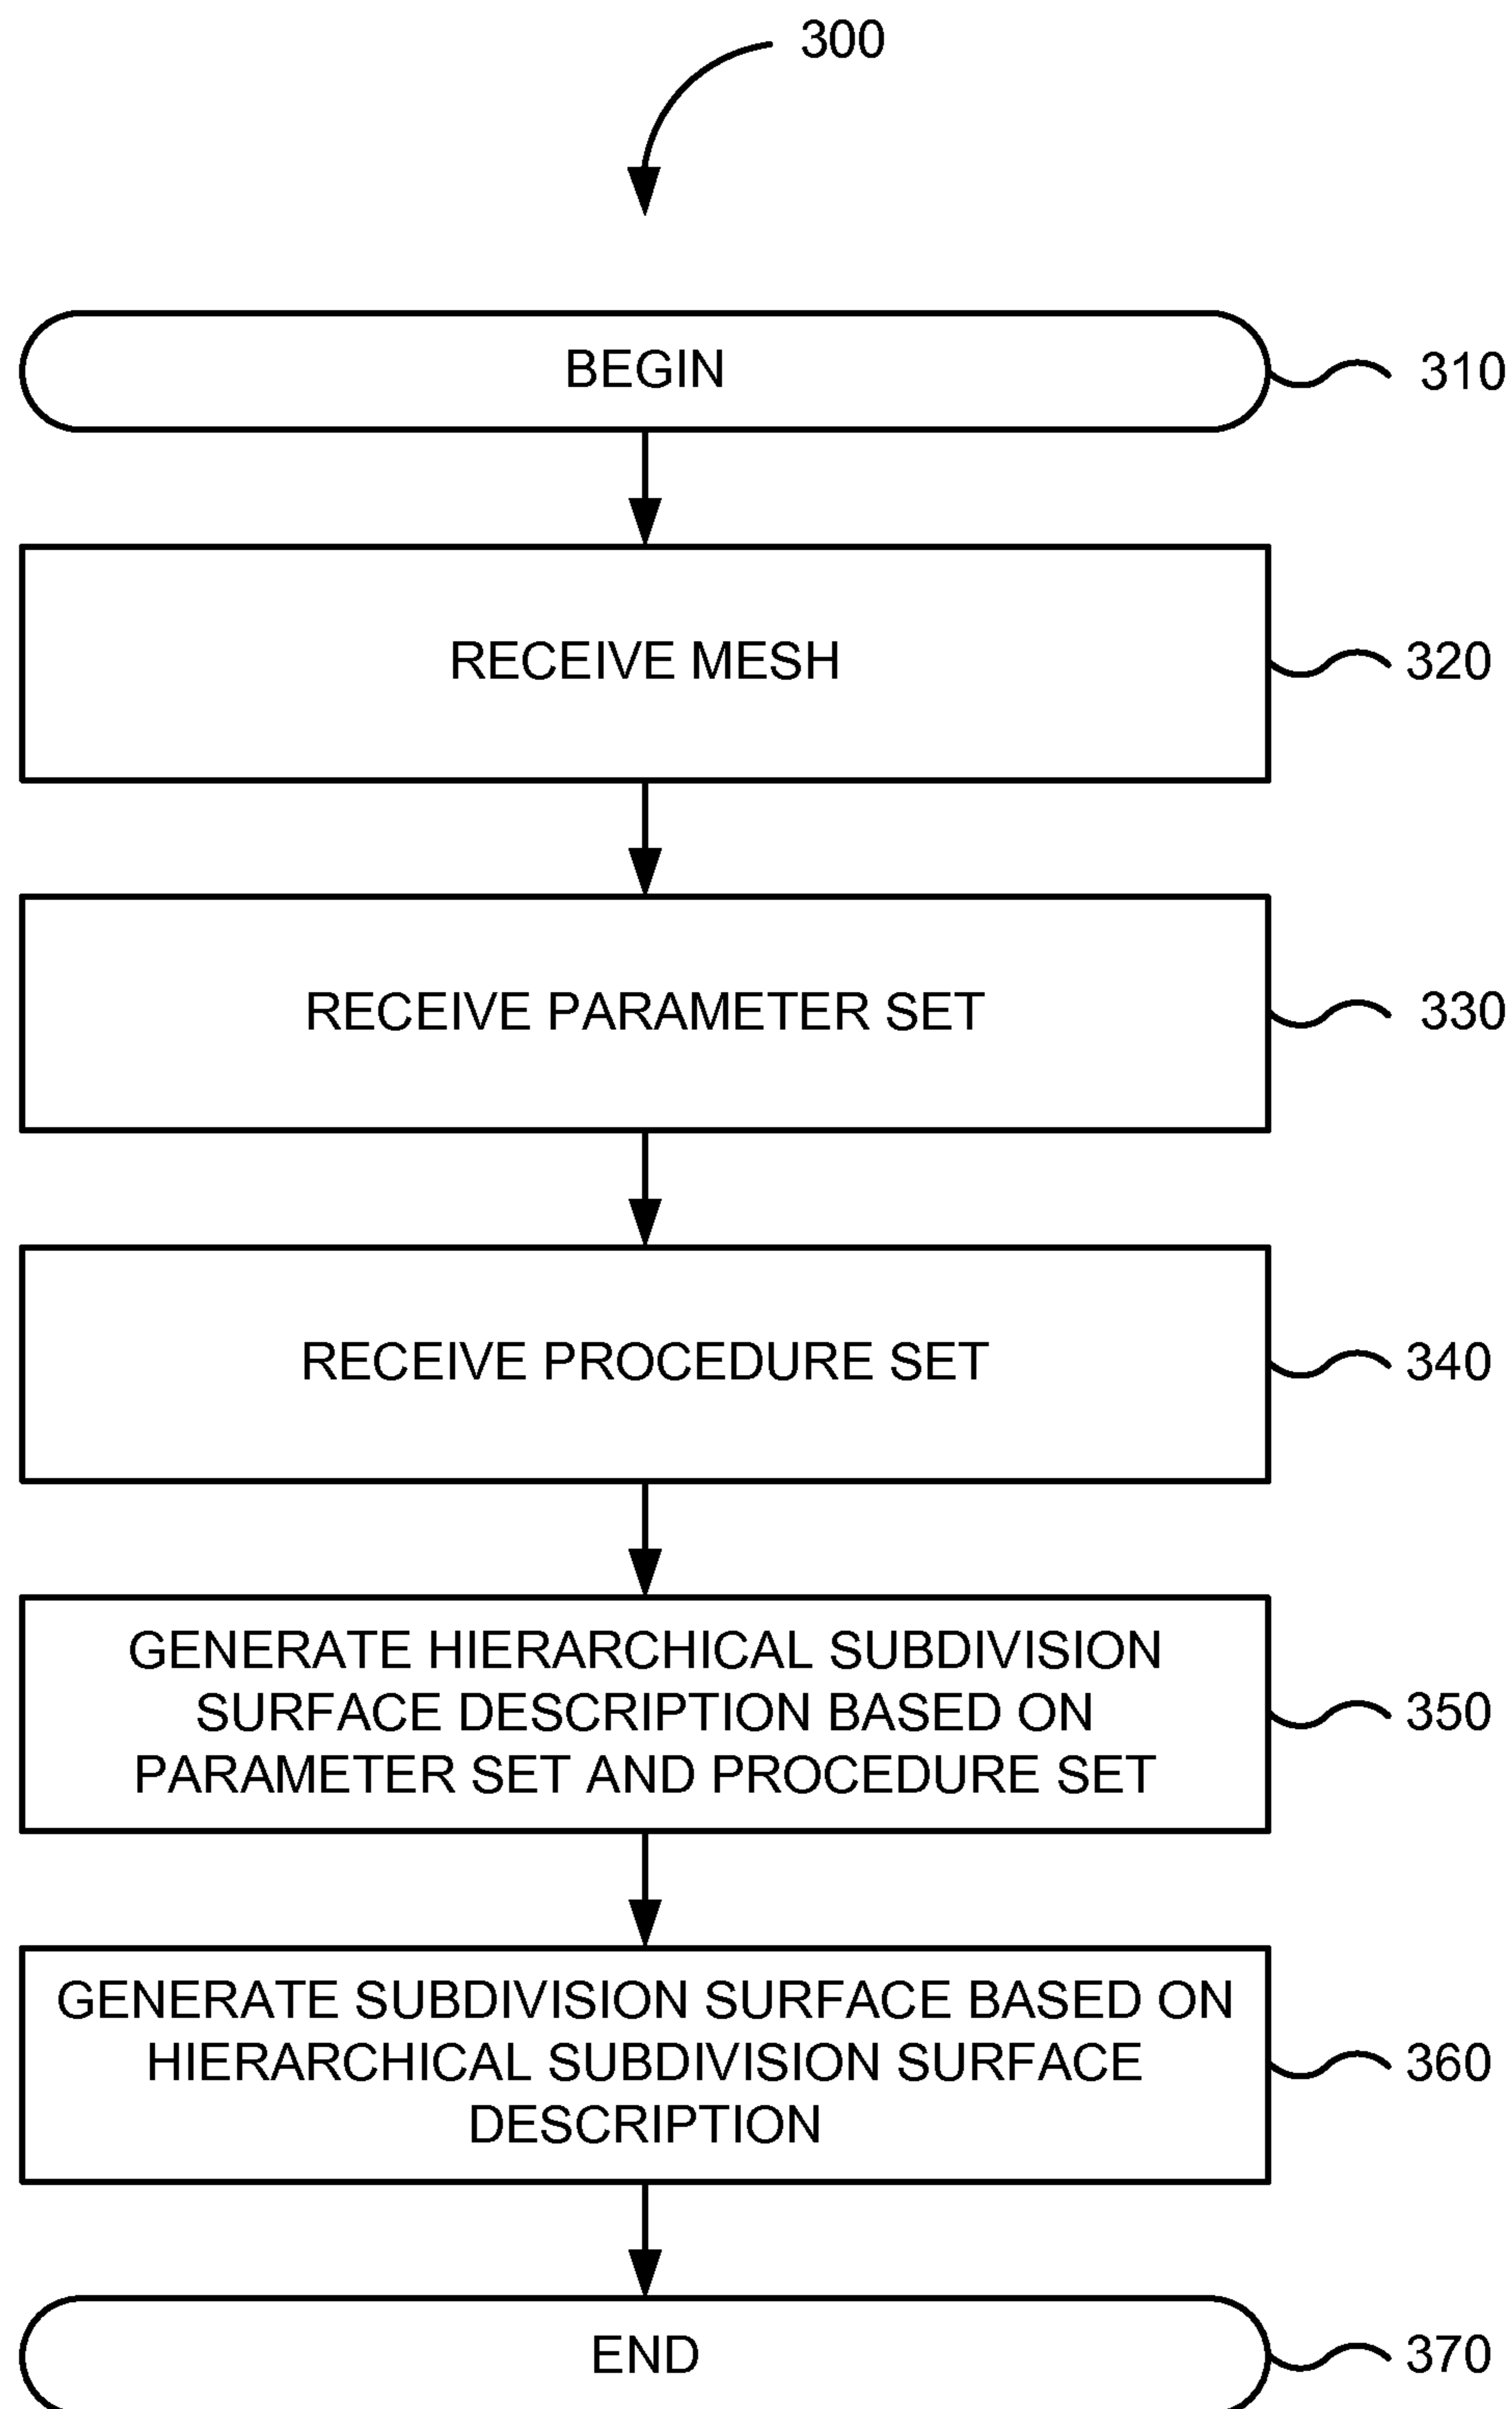 300
BEGIN
310
RECEIVE MESH
320
RECEIVE PARAMETER SET
330
RECEIVE PROCEDURE SET
340
GENERATE HIERARCHICAL SUBDIVISION
SURFACE DESCRIPTION BASED ON
PARAMETER SET AND PROCEDURE SET
350
GENERATE SUBDIVISION SURFACE BASED ON
HIERARCHICAL SUBDIVISION SURFACE
DESCRIPTION
360
END
370